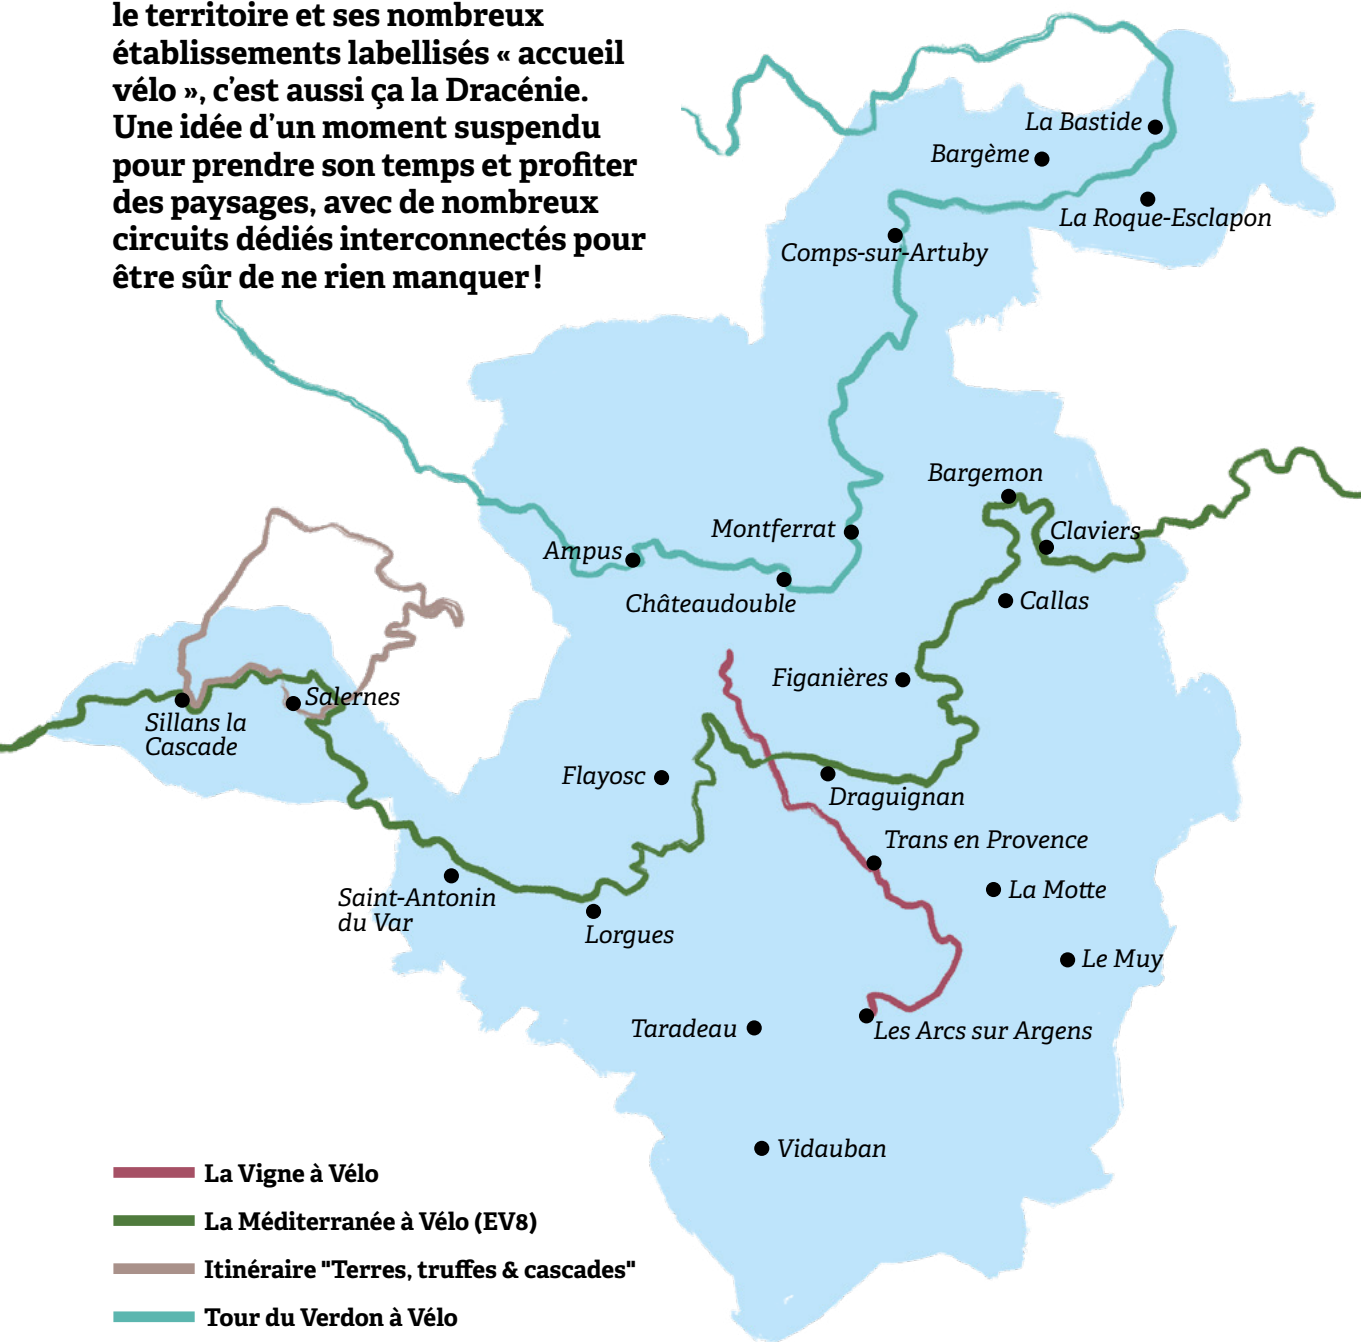 le territoire et ses nombreux
établissements labellisés « accueil
vélo », c’est aussi ça la Dracénie.
Une idée d’un moment suspendu
pour prendre son temps et profiter
des paysages, avec de nombreux
circuits dédiés interconnectés pour
être sûr de ne rien manquer !
La Bastide
Bargème
La Roque-Esclapon
Comps-sur-Artuby
Bargemon
Montferrat
Claviers
Ampus
Châteaudouble
Callas
Figanières
Salernes
Sillans la
Cascade
Flayosc
Draguignan
Trans en Provence
La Motte
Saint-Antonin
du Var
Lorgues
Le Muy
Taradeau
Les Arcs sur Argens
Vidauban
La Vigne à Vélo
La Méditerranée à Vélo (EV8)
Itinéraire "Terres, truffes & cascades"
Tour du Verdon à Vélo